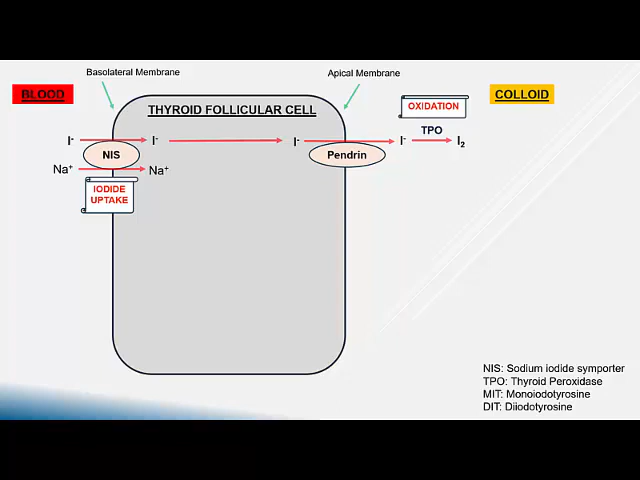 Basolateral Membrane
Apical Membrane
BLOOD
THYROID FOLLICULAR CELL
OXIDATION
COLLOID
I⁻ I⁻ I⁻ I⁻ TPO I₂
NIS
Pendrin
Na⁺ Na⁺
IODIDE
UPTAKE
NIS: Sodium iodide symporter
TPO: Thyroid Peroxidase
MIT: Monoiodotyrosine
DIT: Diiodotyrosine